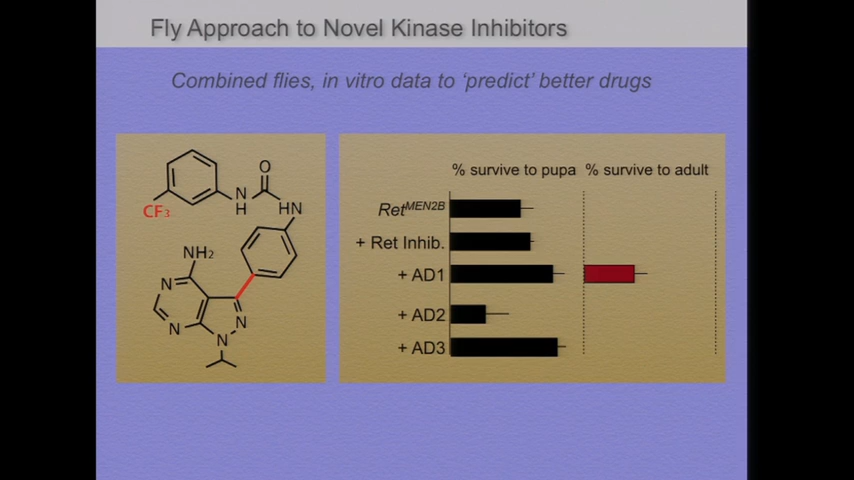 Fly Approach to Novel Kinase Inhibitors
Combined flies, in vitro data to ‘predict’ better drugs
O
N
H
HN
CF₃
NH₂
N
N
N
N
% survive to pupa % survive to adult
Ret^MEN2B
+ Ret Inhib.
+ AD1
+ AD2
+ AD3